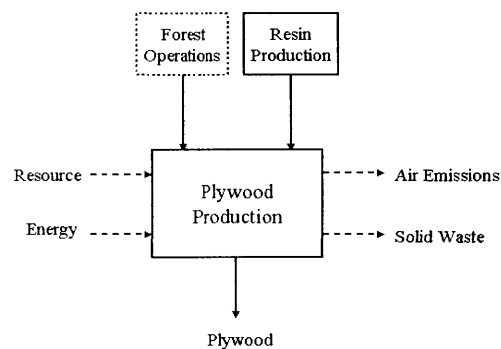 Forest
Operations
Resin
Production
Resource
Energy
Plywood
Production
Air Emissions
Solid Waste
Plywood